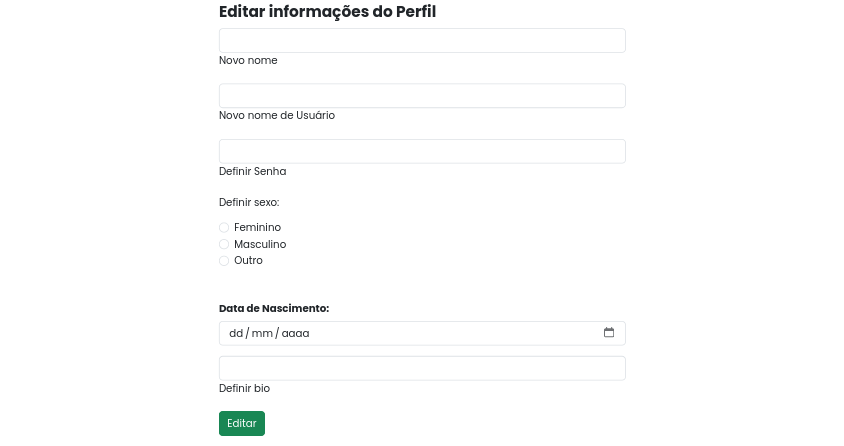 Editar informações do Perfil
Novo nome
Novo nome de Usuário
Definir Senha
Definir sexo:
Feminino
Masculino
Outro
Data de Nascimento:
dd/mm/aaaa
Definir bio
Editar